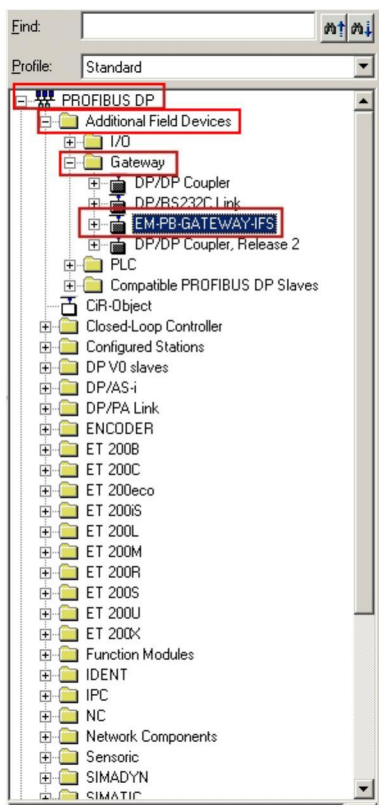 Find:
Profile: Standard
PROFIBUS DP
Additional Field Devices
I/O
Gateway
DP/DP Coupler
DP/RS232C Link
EM-PB-GATEWAY-IFS
DP/DP Coupler, Release 2
PLC
Compatible PROFIBUS DP Slaves
CiR-Object
Closed-Loop Controller
Configured Stations
DP V0 slaves
DP/AS-i
DP/PA Link
ENCODER
ET 200B
ET 200C
ET 200eco
ET 200iS
ET 200L
ET 200M
ET 200R
ET 200S
ET 200U
ET 200X
Function Modules
IDENT
IPC
NC
Network Components
Sensoric
SIMADYN
SIMATIC